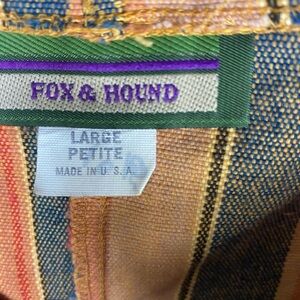 FOX & HOUND
LARGE
PETITE
MADE IN U. S. A.